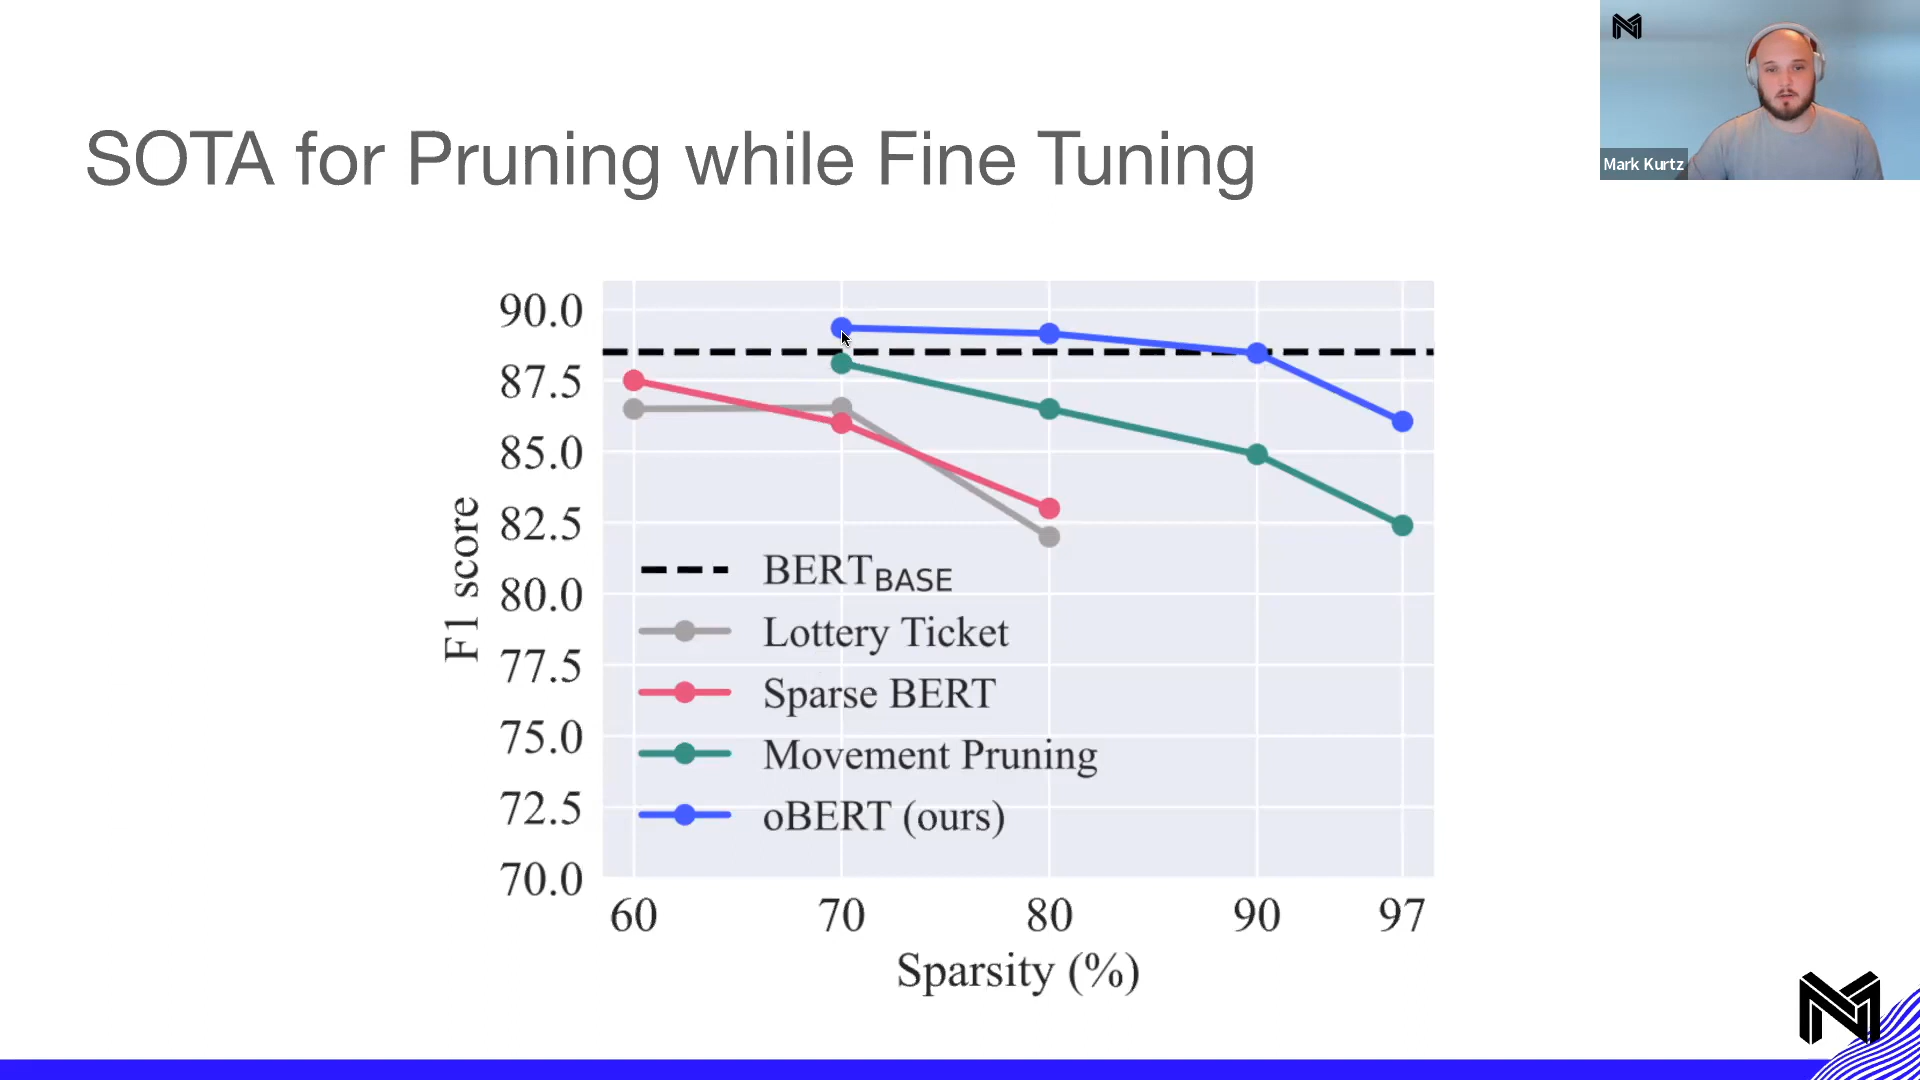 SOTA for Pruning while Fine Tuning
Mark Kurtz
90.0
87.5
85.0
82.5
80.0
77.5
75.0
72.5
70.0
F1 score
BERT_BASE
Lottery Ticket
Sparse BERT
Movement Pruning
oBERT (ours)
60 70 80 90 97
Sparsity (%)